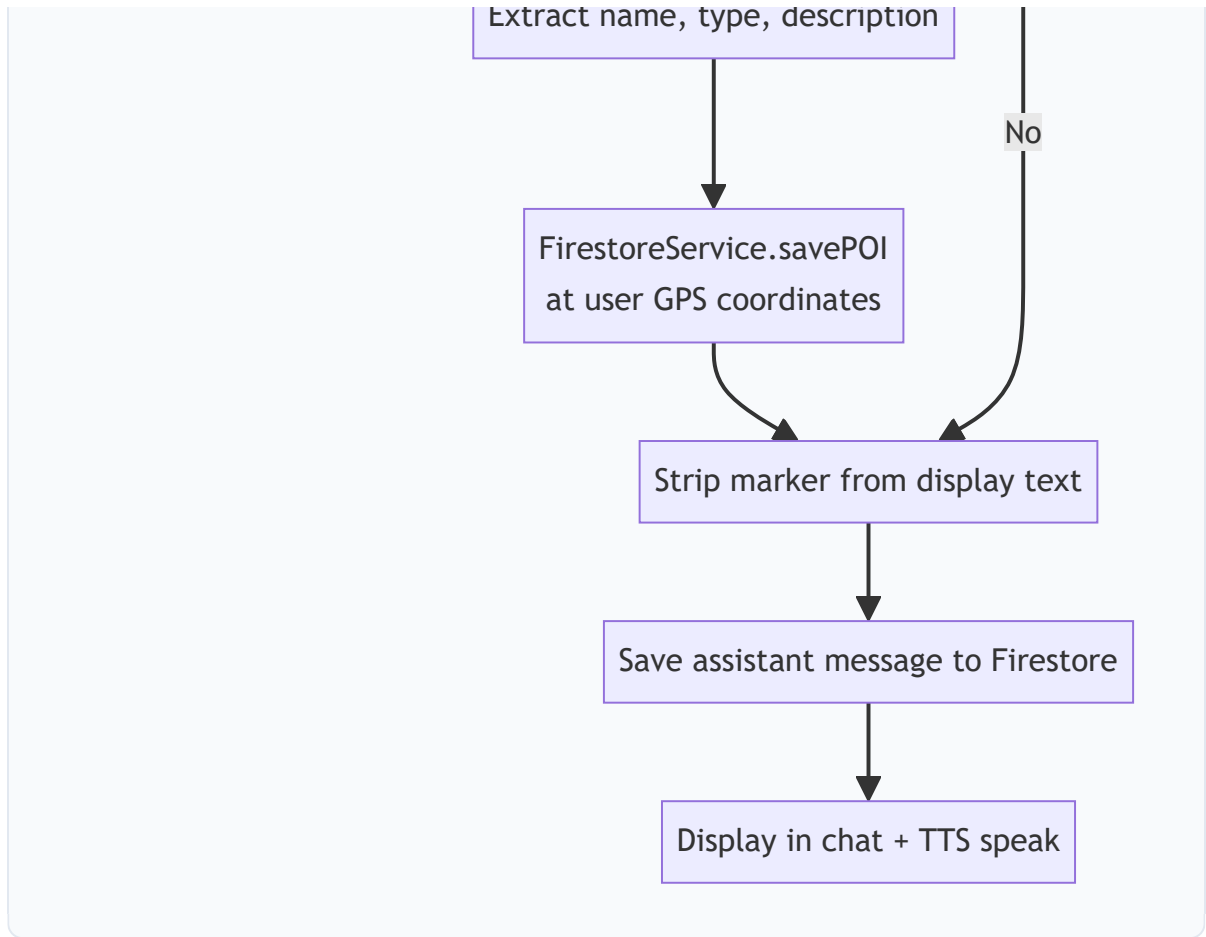 Extract name, type, description
No
FirestoreService.savePOI
at user GPS coordinates
Strip marker from display text
Save assistant message to Firestore
Display in chat + TTS speak